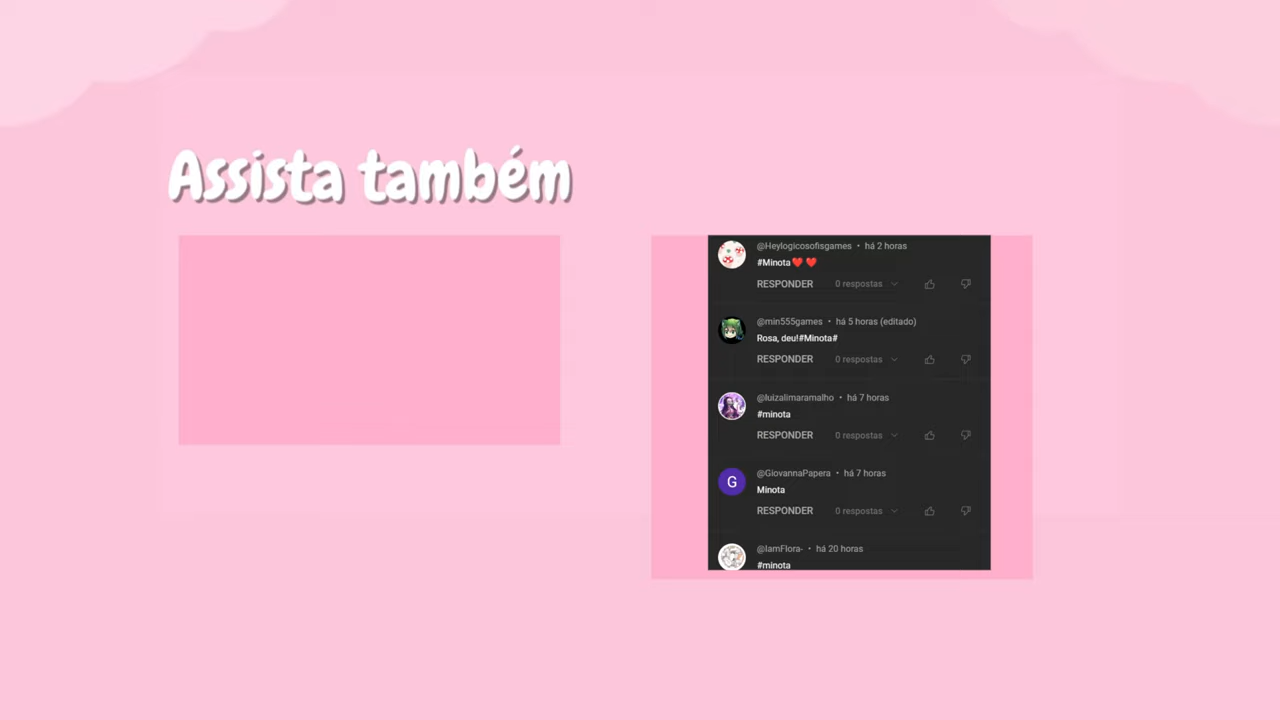 Assista também
@Heylogicosofisgames • há 2 horas
#Minota❤️ ❤️
RESPONDER 0 respostas
@min555games • há 5 horas (editado)
Rosa, deu!#Minota#
RESPONDER 0 respostas
@luizalimaramalho • há 7 horas
#minota
RESPONDER 0 respostas
G
@GiovannaPapera • há 7 horas
Minota
RESPONDER 0 respostas
@IamFlora- • há 20 horas
#minota